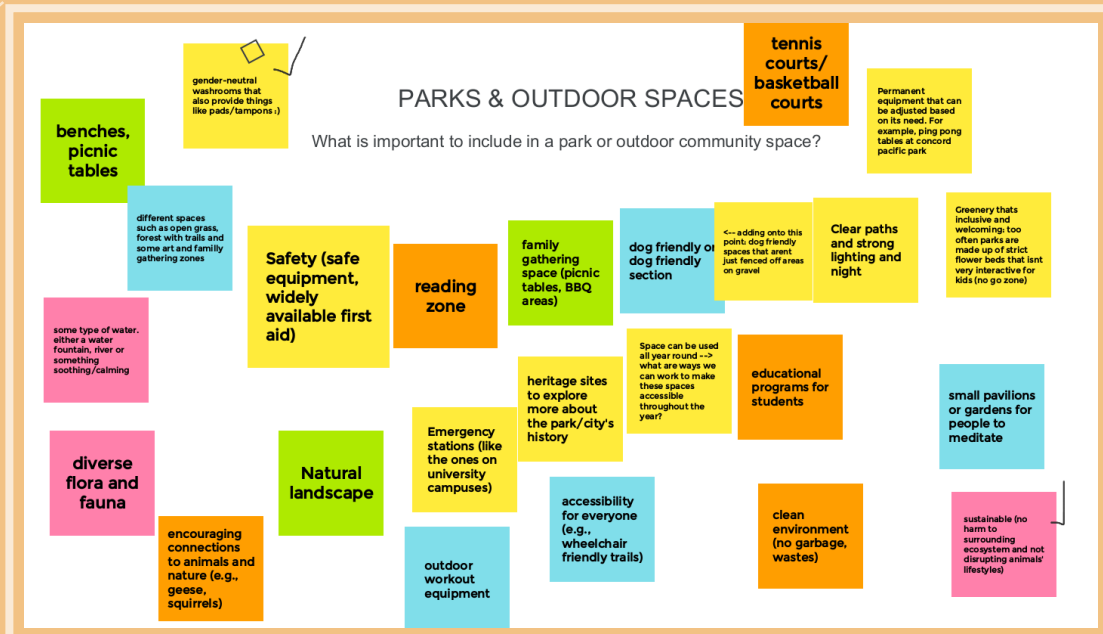 PARKS & OUTDOOR SPACES
What is important to include in a park or outdoor community space?
gender-neutral
washrooms that
also provide things
like pads/tampons :)
tennis
courts/
basketball
courts
Permanent
equipment that can
be adjusted based
on its need. For
example, ping pong
tables at concord
pacific park
benches,
picnic
tables
different spaces
such as open grass,
forest with trails and
some art and familly
gathering zones
Safety (safe
equipment,
widely
available first
aid)
reading
zone
family
gathering
space (picnic
tables, BBQ
areas)
dog friendly or
dog friendly
section
<-- adding onto this
point: dog friendly
spaces that arent
just fenced off areas
on gravel
Clear paths
and strong
lighting and
night
Greenery thats
inclusive and
welcoming; too
often parks are
made up of strict
flower beds that isnt
very interactive for
kids (no go zone)
some type of water.
either a water
fountain, river or
something
soothing/calming
heritage sites
to explore
more about
the park/city's
history
Space can be used
all year round -->
what are ways we
can work to make
these spaces
accessible
throughout the
year?
educational
programs for
students
small pavilions
or gardens for
people to
meditate
diverse
flora and
fauna
Natural
landscape
Emergency
stations (like
the ones on
university
campuses)
encouraging
connections
to animals and
nature (e.g.,
geese,
squirrels)
outdoor
workout
equipment
accessibility
for everyone
(e.g.,
wheelchair
friendly trails)
clean
environment
(no garbage,
wastes)
sustainable (no
harm to
surrounding
ecosystem and not
disrupting animals'
lifestyles)